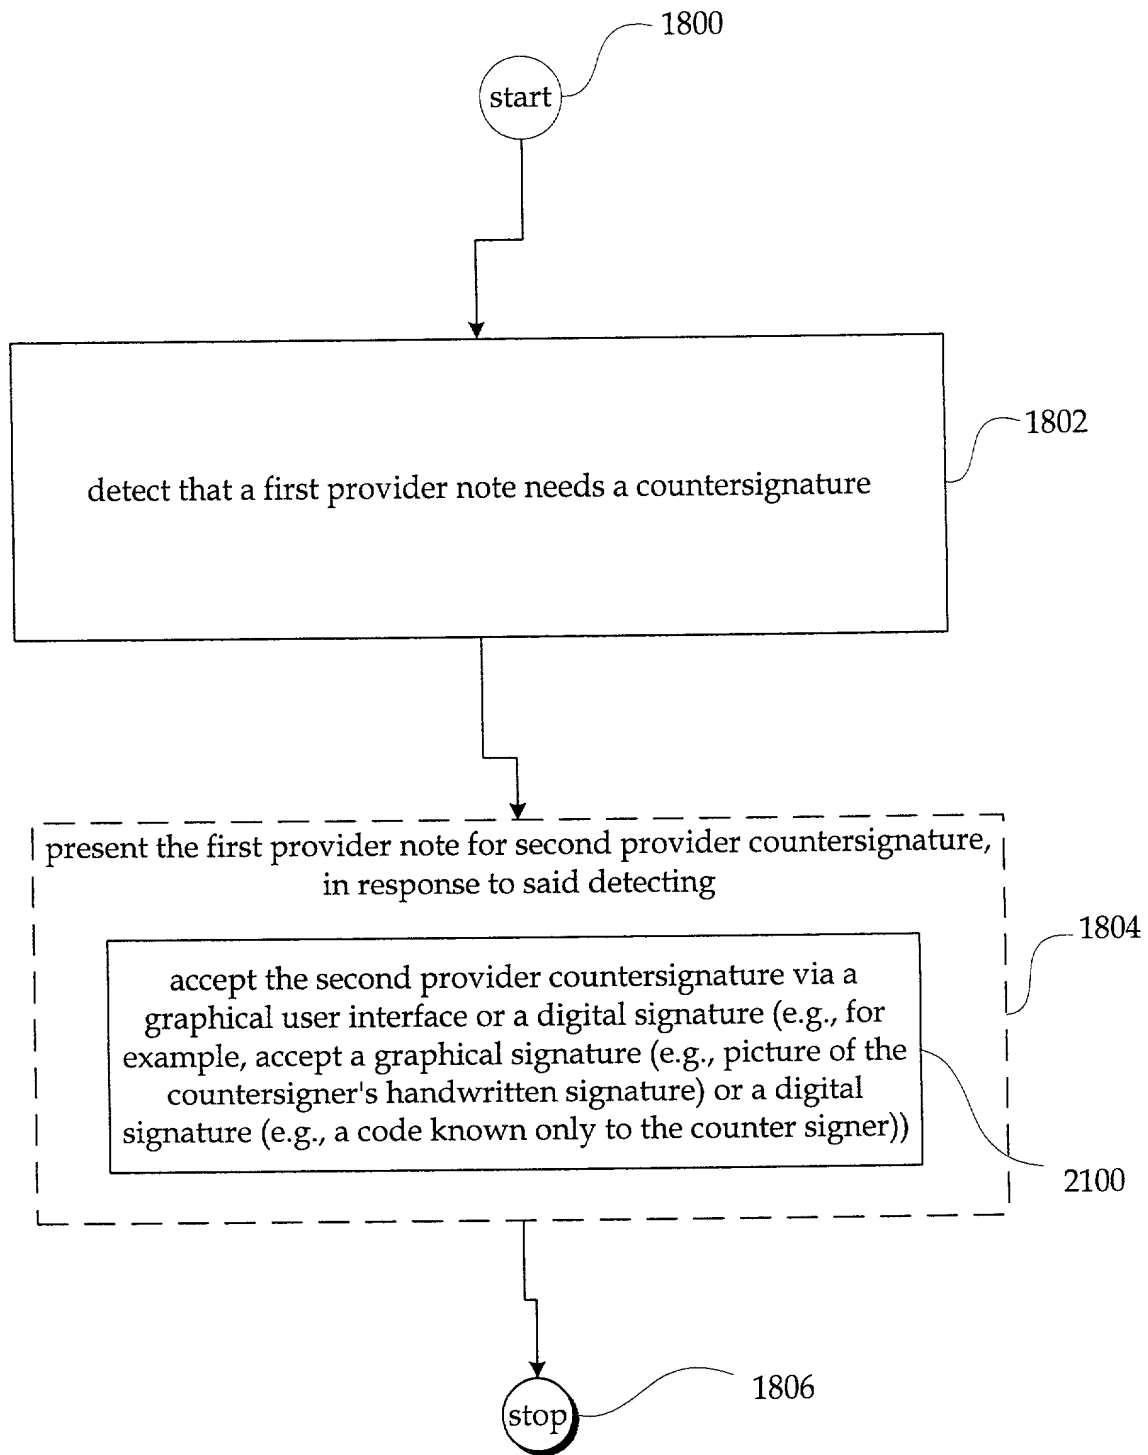 1800
start
1802
detect that a first provider note needs a countersignature
present the first provider note for second provider countersignature,
in response to said detecting
1804
accept the second provider countersignature via a
graphical user interface or a digital signature (e.g., for
example, accept a graphical signature (e.g., picture of the
countersigner's handwritten signature) or a digital
signature (e.g., a code known only to the counter signer))
2100
1806
stop